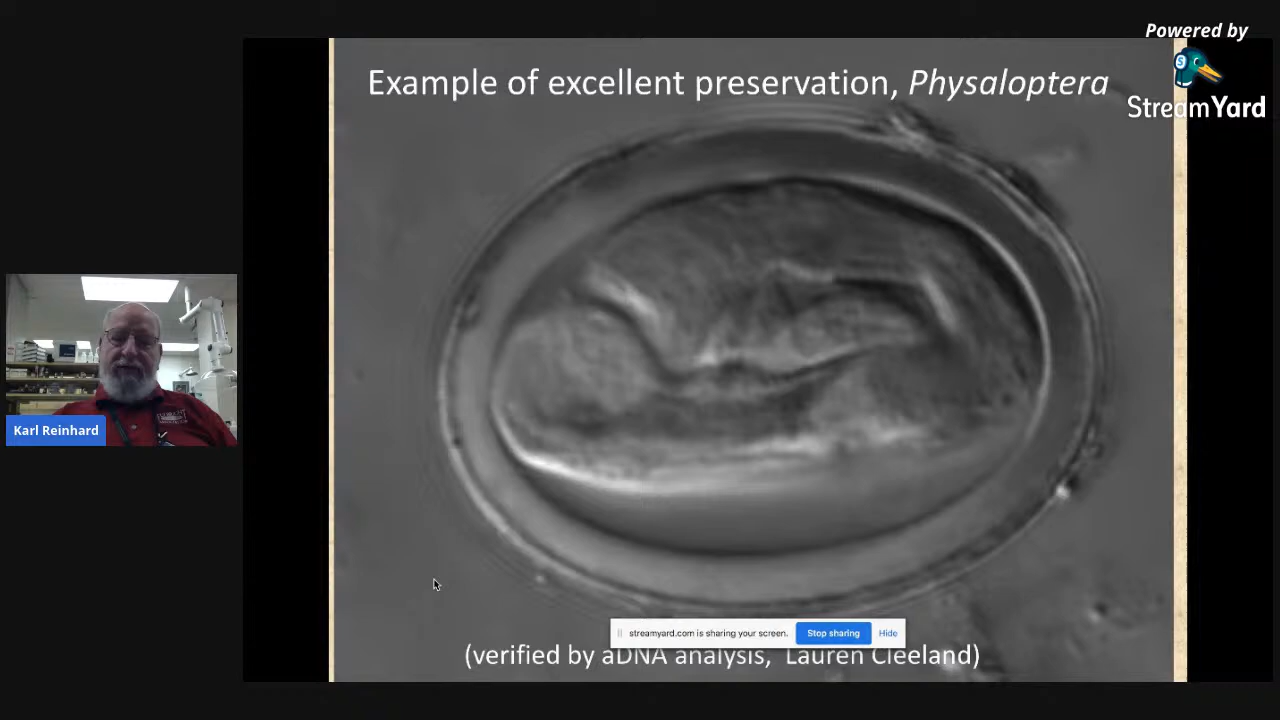 Powered by
StreamYard
Example of excellent preservation, Physaloptera
Karl Reinhard
streamyard.com is sharing your screen. Stop sharing Hide
(verified by aDNA analysis, Lauren Cleeland)